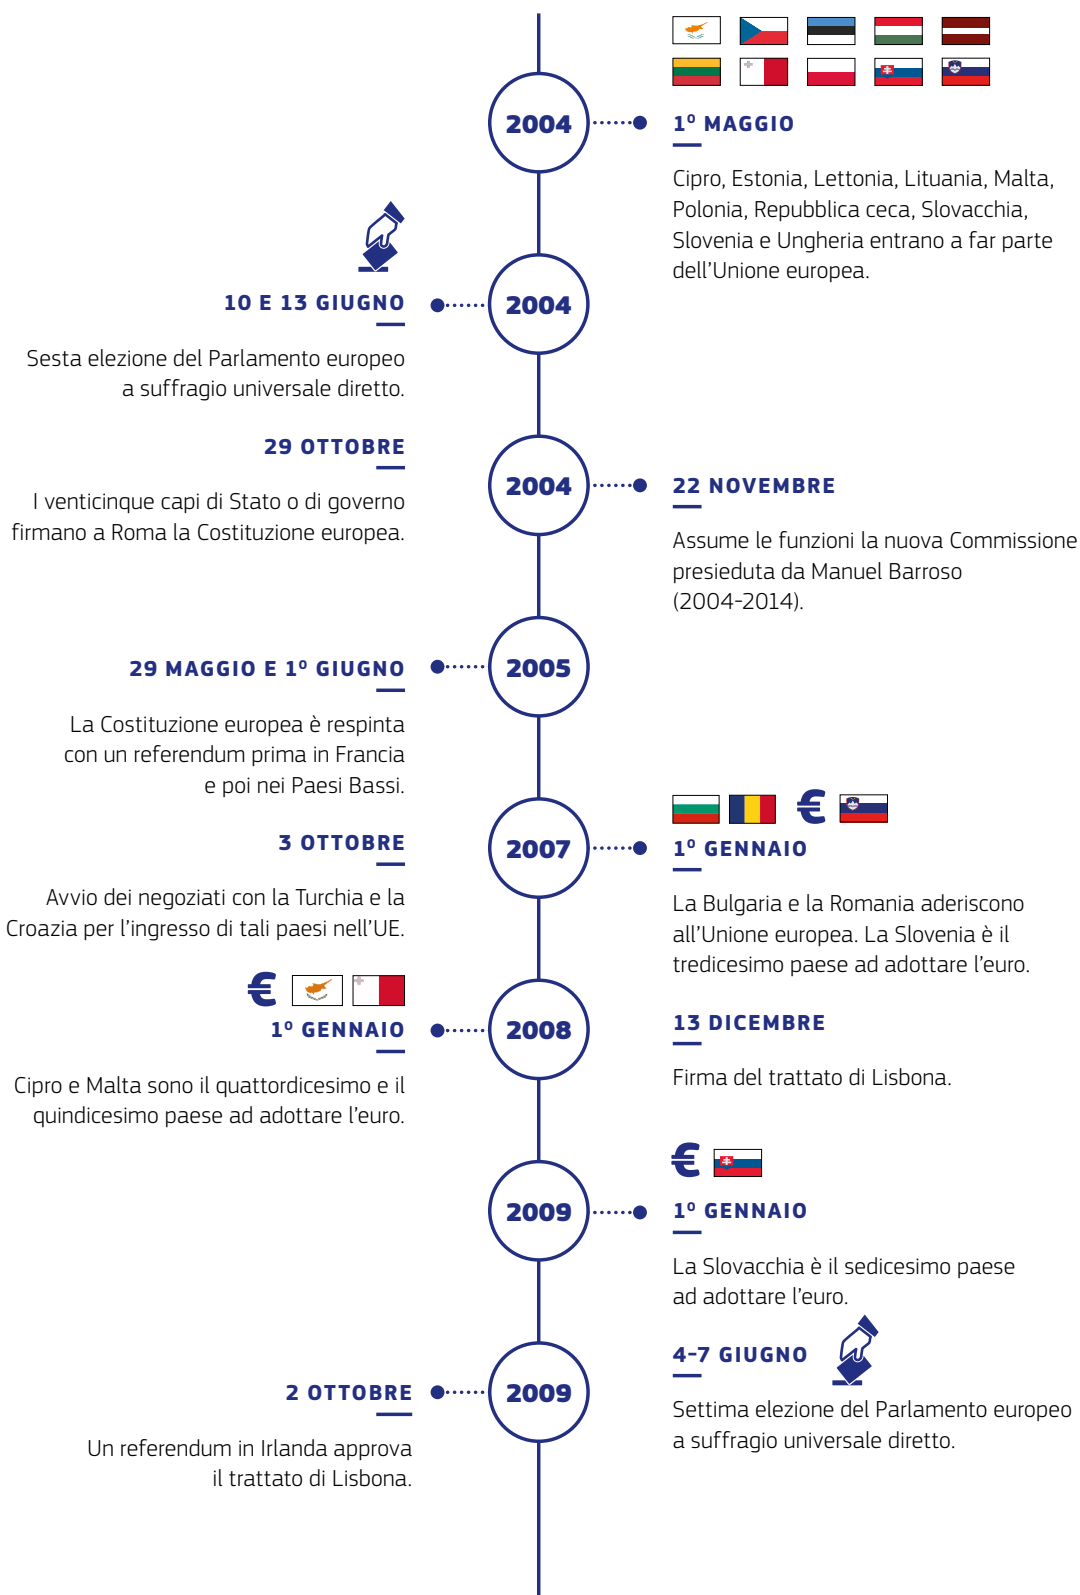 2004
1º MAGGIO
Cipro, Estonia, Lettonia, Lituania, Malta,
Polonia, Repubblica ceca, Slovacchia,
Slovenia e Ungheria entrano a far parte
dell’Unione europea.
2004
10 E 13 GIUGNO
Sesta elezione del Parlamento europeo
a suffragio universale diretto.
29 OTTOBRE
I venticinque capi di Stato o di governo
firmano a Roma la Costituzione europea.
2004
22 NOVEMBRE
Assume le funzioni la nuova Commissione
presieduta da Manuel Barroso
(2004-2014).
2005
29 MAGGIO E 1º GIUGNO
La Costituzione europea è respinta
con un referendum prima in Francia
e poi nei Paesi Bassi.
3 OTTOBRE
Avvio dei negoziati con la Turchia e la
Croazia per l’ingresso di tali paesi nell’UE.
€
2007
1º GENNAIO
La Bulgaria e la Romania aderiscono
all’Unione europea. La Slovenia è il
tredicesimo paese ad adottare l’euro.
13 DICEMBRE
Firma del trattato di Lisbona.
€
2008
1º GENNAIO
Cipro e Malta sono il quattordicesimo e il
quindicesimo paese ad adottare l’euro.
€
2009
1º GENNAIO
La Slovacchia è il sedicesimo paese
ad adottare l’euro.
4-7 GIUGNO
Settima elezione del Parlamento europeo
a suffragio universale diretto.
2009
2 OTTOBRE
Un referendum in Irlanda approva
il trattato di Lisbona.